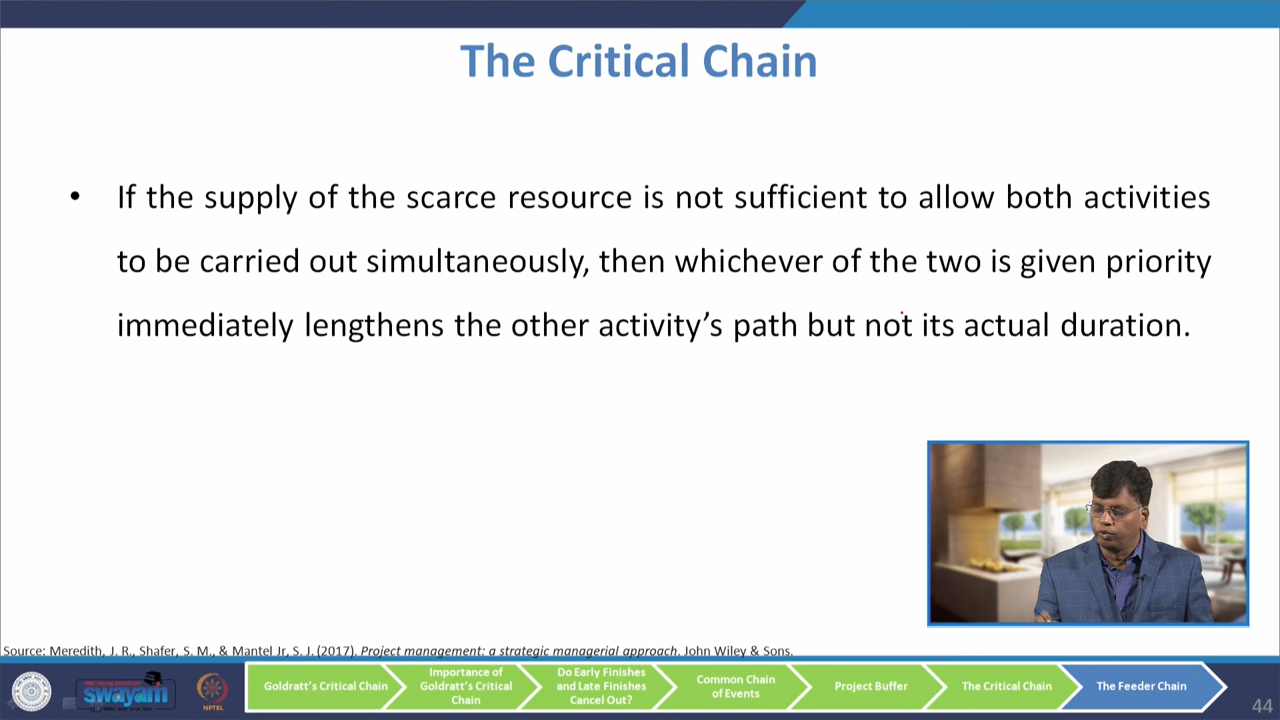 The Critical Chain
• If the supply of the scarce resource is not sufficient to allow both activities
to be carried out simultaneously, then whichever of the two is given priority
immediately lengthens the other activity’s path but not its actual duration.
Source: Meredith, J. R., Shafer, S. M., & Mantel Jr, S. J. (2017). Project management: a strategic managerial approach. John Wiley & Sons.
swayam
NPTEL
Goldratt’s Critical Chain
Importance of
Goldratt’s Critical
Chain
Do Early Finishes
and Late Finishes
Cancel Out?
Common Chain
of Events
Project Buffer
The Critical Chain
The Feeder Chain
44